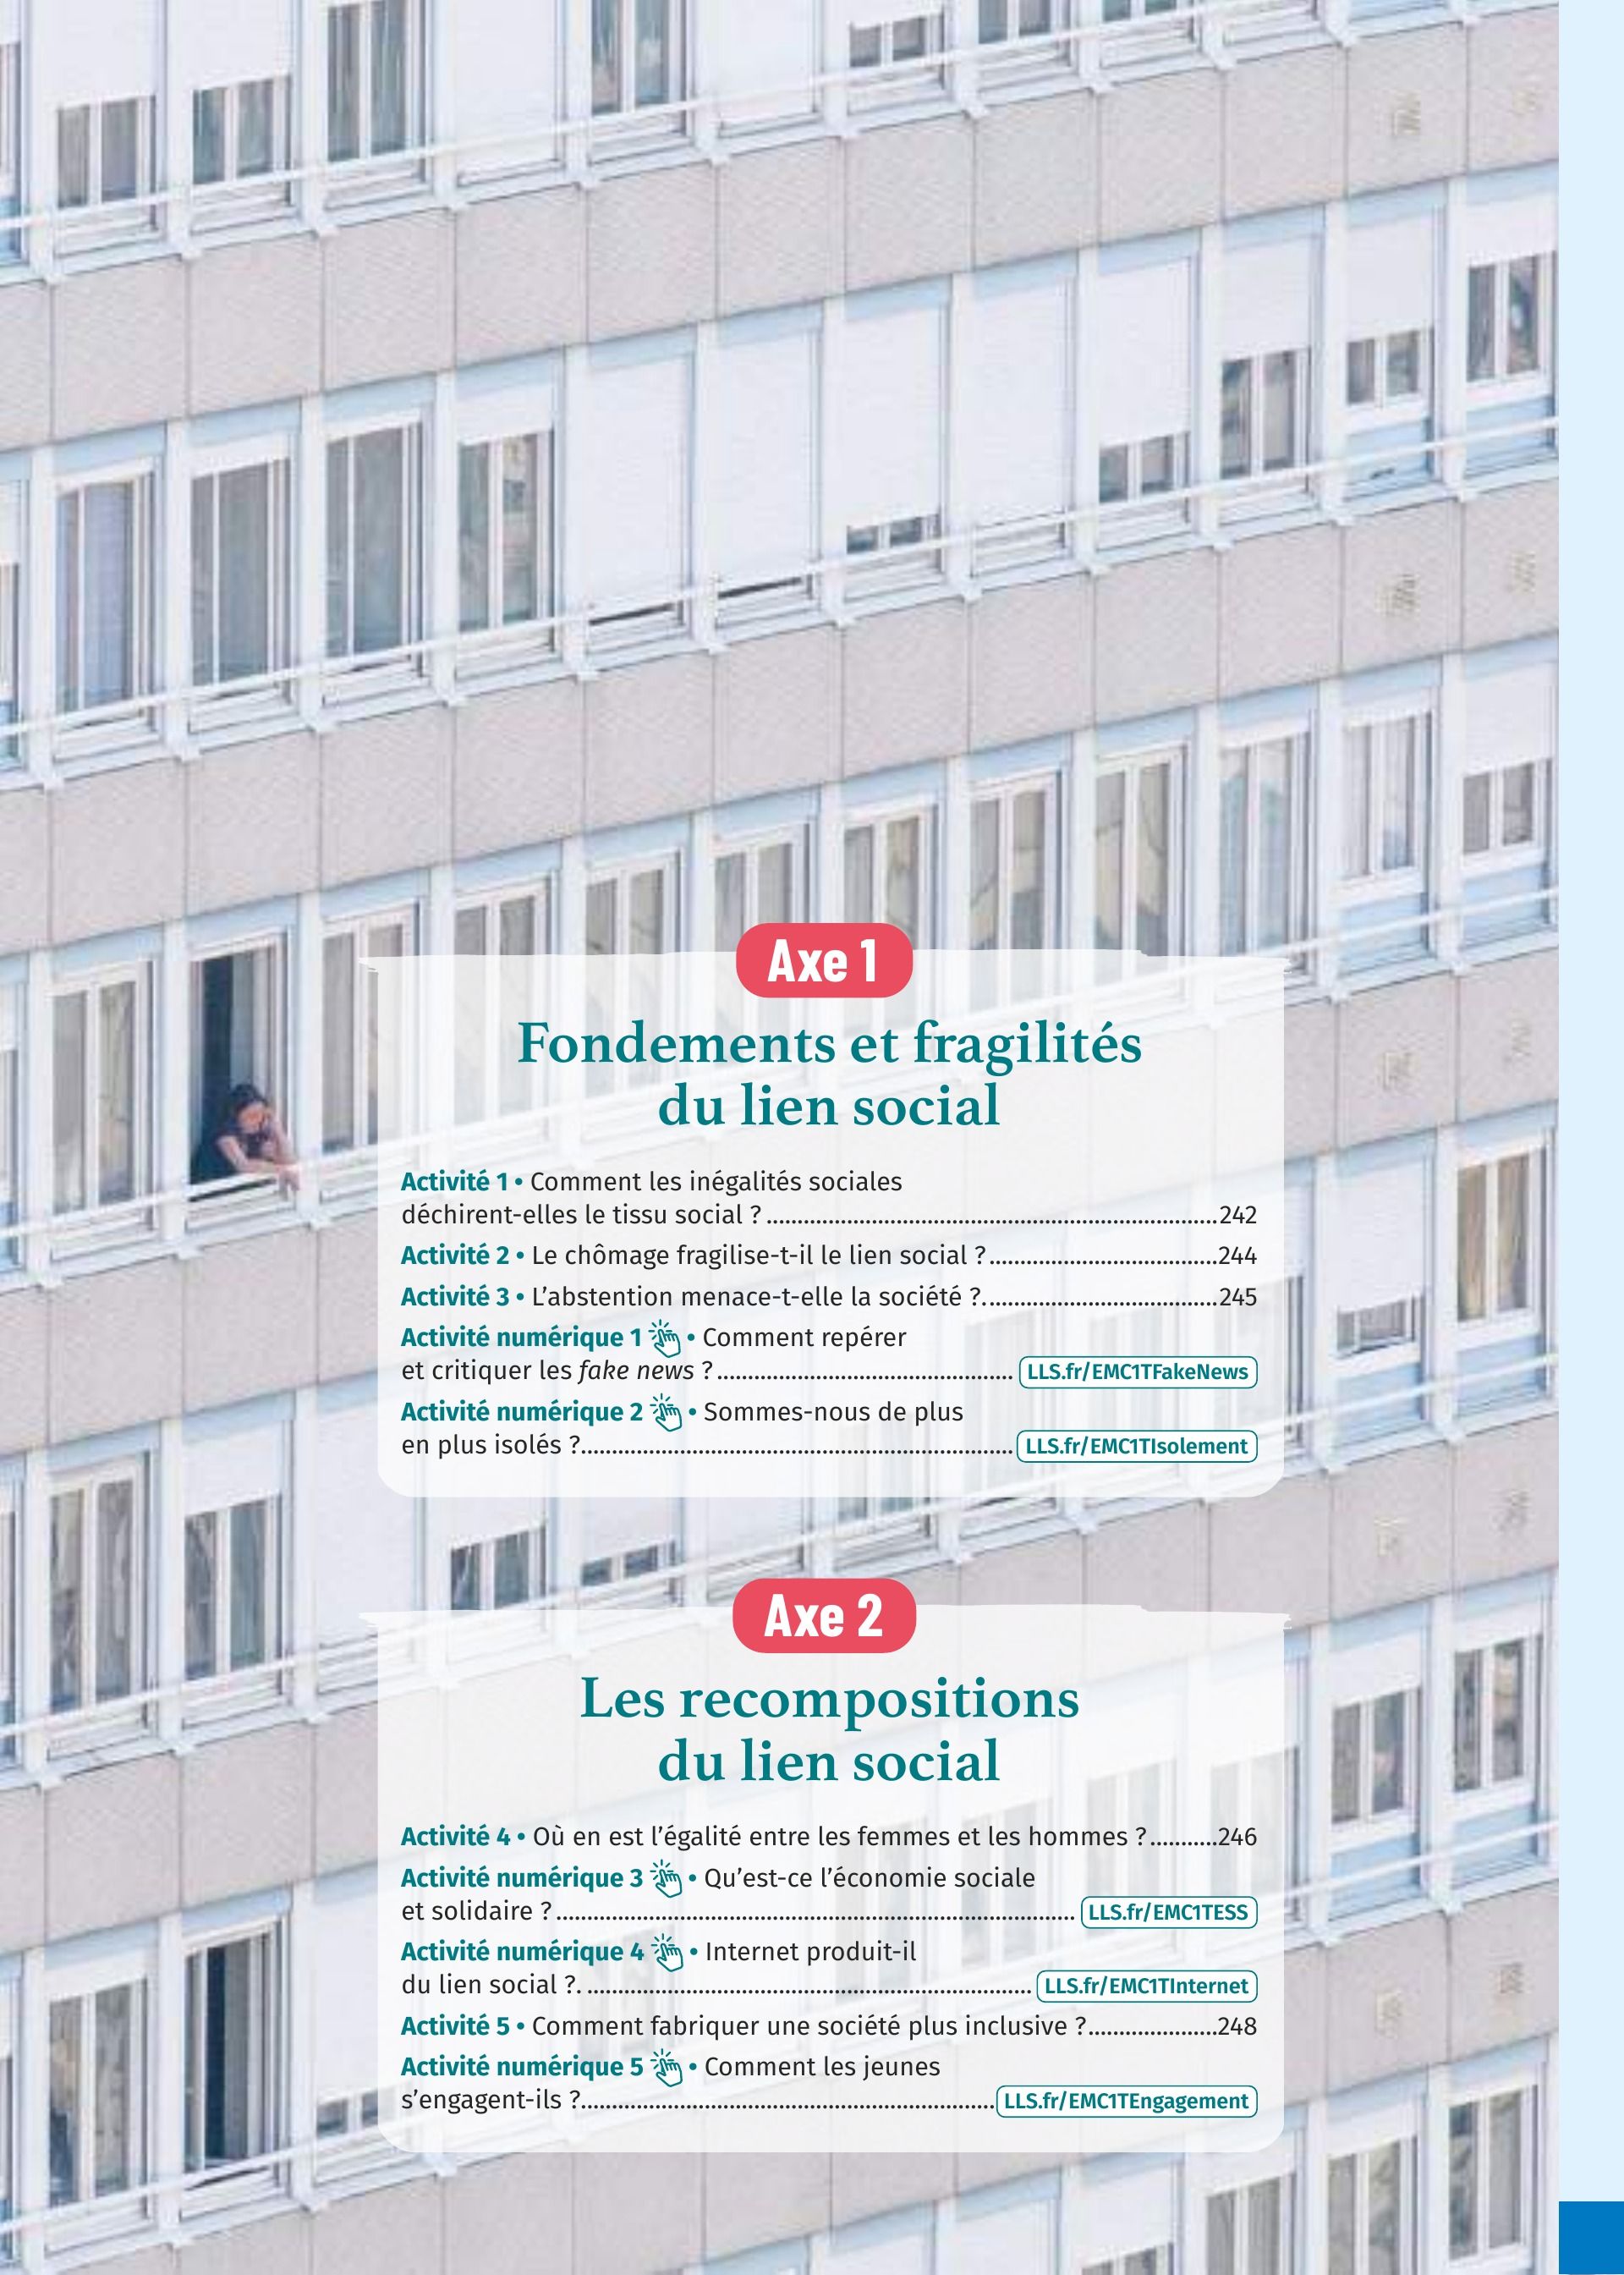 Axe 1
Fondements et fragilités
du lien social
Activité 1 • Comment les inégalités sociales
déchirent-elles le tissu social ?............................................................242
Activité 2 • Le chômage fragilise-t-il le lien social ?...............................244
Activité 3 • L’abstention menace-t-elle la société ?................................245
Activité numérique 1 • Comment repérer
et critiquer les fake news ?........................................ LLS.fr/EMC1TFakeNews
Activité numérique 2 • Sommes-nous de plus
en plus isolés ?.......................................................... LLS.fr/EMC1TIsolement
Axe 2
Les recompositions
du lien social
Activité 4 • Où en est l’égalité entre les femmes et les hommes ?..........246
Activité numérique 3 • Qu’est-ce l’économie sociale
et solidaire ?..................................................................... LLS.fr/EMC1TESS
Activité numérique 4 • Internet produit-il
du lien social ?............................................................ LLS.fr/EMC1TInternet
Activité 5 • Comment fabriquer une société plus inclusive ?..................248
Activité numérique 5 • Comment les jeunes
s’engagent-ils ?........................................................LLS.fr/EMC1TEngagement